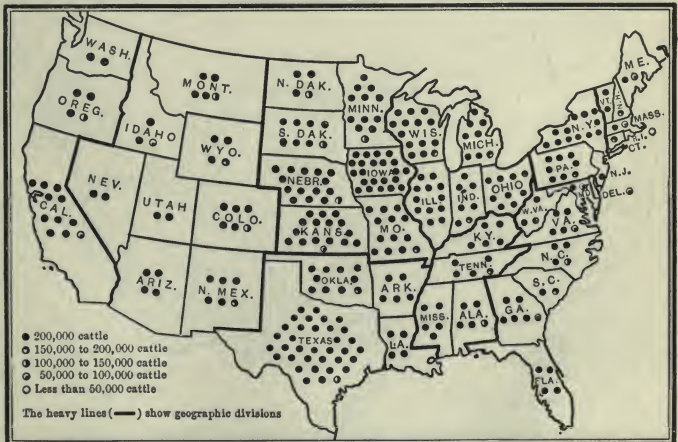 WASH.
MONT.
N. DAK.
MINN.
ME.
OREG.
IDAHO
S. DAK.
WIS.
MICH.
VT.
N.H.
MASS.
R.I.
CT.
N.Y.
WYO.
NEBR.
IOWA
PA.
N.J.
NEV.
UTAH
COLO.
ILL.
IND.
OHIO
DEL.
CAL.
KANS.
MO.
W.VA.
VA.
KY.
ARIZ.
N. MEX.
OKLA.
ARK.
TENN.
N.C.
S.C.
TEXAS
LA.
MISS.
ALA.
GA.
FLA.
200,000 cattle
150,000 to 200,000 cattle
100,000 to 150,000 cattle
50,000 to 100,000 cattle
Less than 50,000 cattle
The heavy lines ( ) show geographic divisions